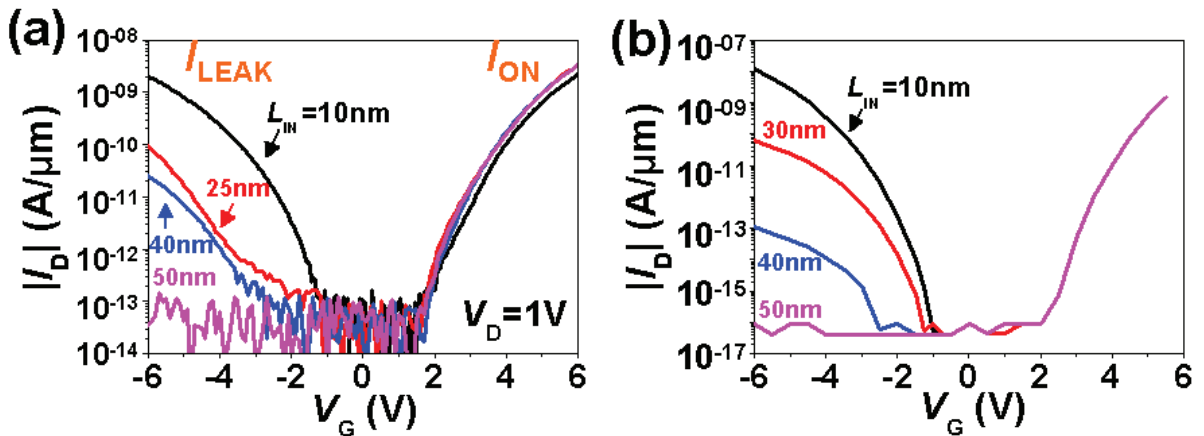 (a)
10-08
10-09
10-10
10-11
10-12
10-13
10-14
|ID| (A/μm)
ILEAK
ION
LIN=10nm
25nm
40nm
50nm
VD=1V
-6 -4 -2 0 2 4 6
VG (V)
(b)
10-07
10-09
10-11
10-13
10-15
10-17
|ID| (A/μm)
LIN=10nm
30nm
40nm
50nm
-6 -4 -2 0 2 4 6
VG (V)